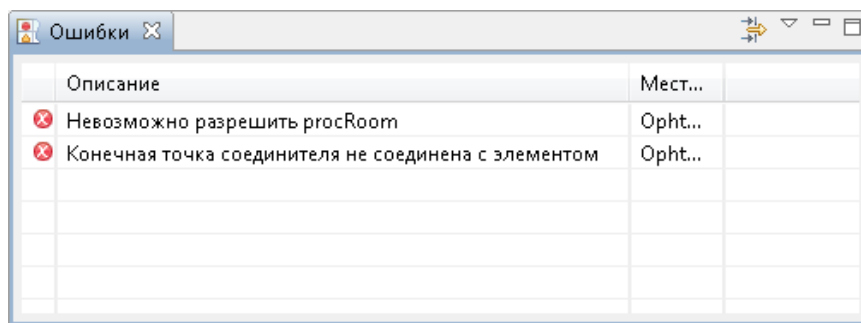 Ошибки
Описание Мест...
Невозможно разрешить procRoom Opht...
Конечная точка соединителя не соединена с элементом Opht...